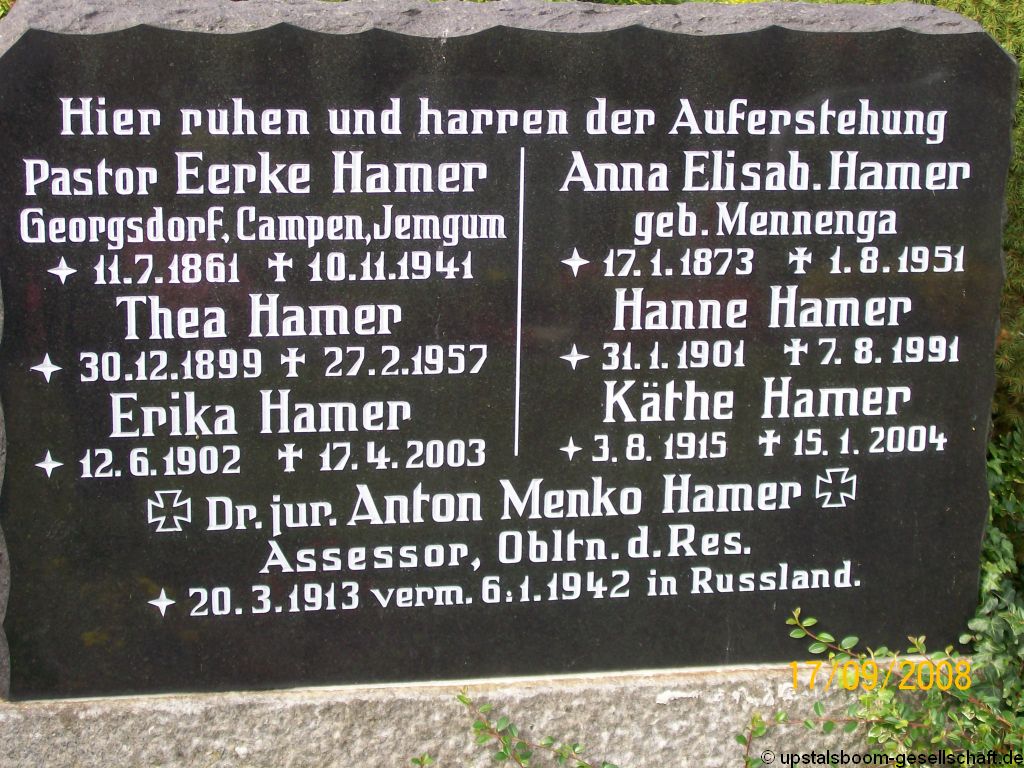 Hier ruhen und harren der Auferstehung
Pastor Eerke Hamer
Georgsdorf, Campen, Jemgum
✦ 11.7.1861 ✝ 10.11.1941
Anna Elisab. Hamer
geb. Mennenga
✦ 17.1.1873 ✝ 1.8.1951
Thea Hamer
✦ 30.12.1899 ✝ 27.2.1957
Hanne Hamer
✦ 31.1.1901 ✝ 7.8.1991
Erika Hamer
✦ 12.6.1902 ✝ 17.4.2003
Käthe Hamer
✦ 3.8.1915 ✝ 15.1.2004
Dr. jur. Anton Menko Hamer
Assessor, Obltn. d. Res.
✦ 20.3.1913 verm. 6.1.1942 in Russland.
17/09/2008
© upstalsboom-gesellschaft.de